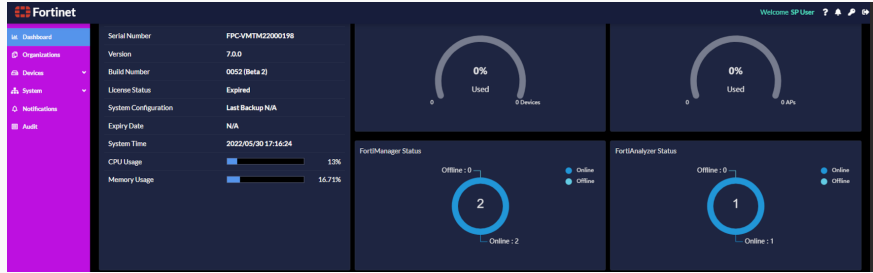 Fortinet
Welcome SP User
Dashboard
Organizations
Devices
System
Notifications
Audit
Serial Number FPC-VMTM22000198
Version 7.0.0
Build Number 0052 (Beta 2)
License Status Expired
System Configuration Last Backup N/A
Expiry Date N/A
System Time 2022/05/30 17:16:24
CPU Usage 13%
Memory Usage 16.71%
0%
Used
0 0 Devices
0%
Used
0 0 APs
FortiManager Status
Offline : 0
Online
Offline
2
Online : 2
FortiAnalyzer Status
Offline : 0
Online
Offline
1
Online : 1